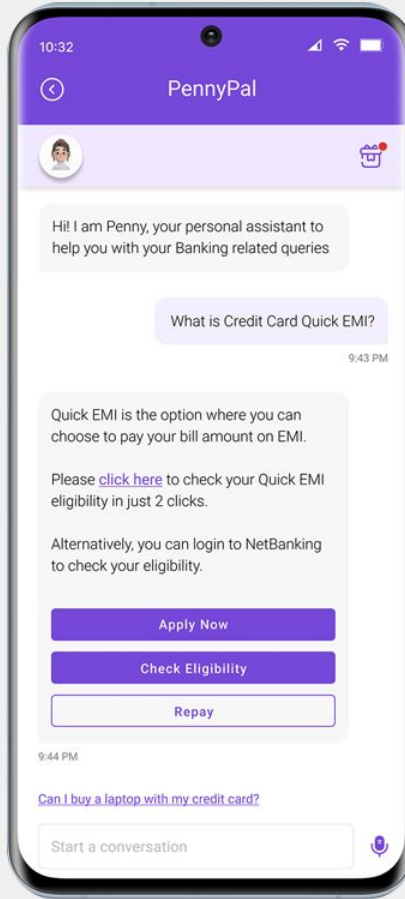 10:32
PennyPal
Hi! I am Penny, your personal assistant to
help you with your Banking related queries
What is Credit Card Quick EMI?
9:43 PM
Quick EMI is the option where you can
choose to pay your bill amount on EMI.
Please click here to check your Quick EMI
eligibility in just 2 clicks.
Alternatively, you can login to NetBanking
to check your eligibility.
Apply Now
Check Eligibility
Repay
9:44 PM
Can I buy a laptop with my credit card?
Start a conversation